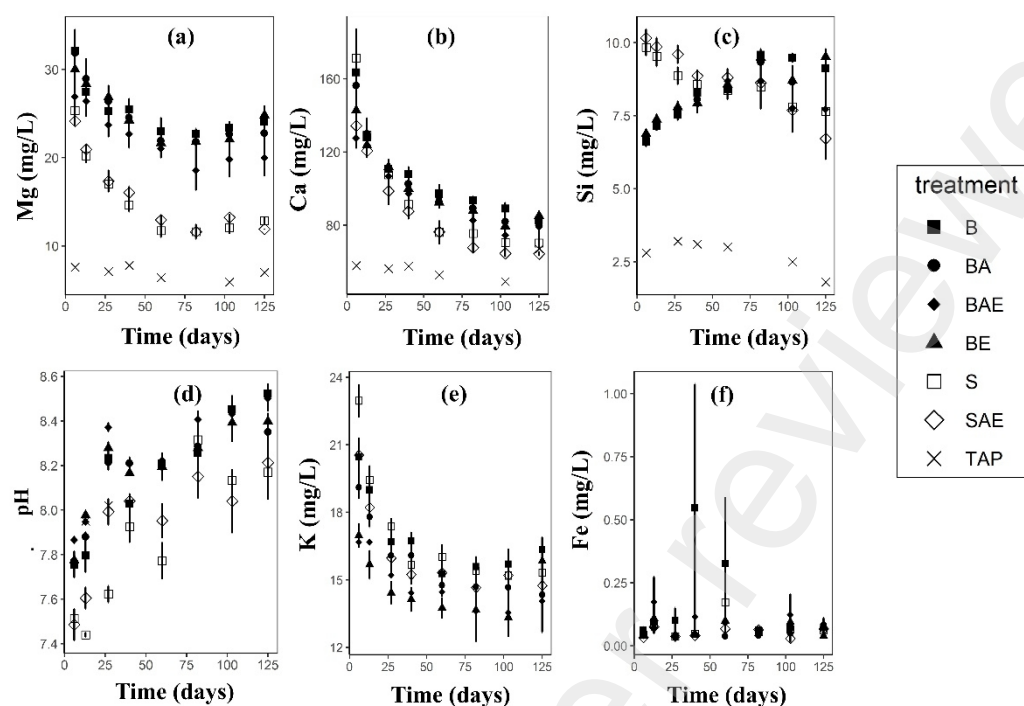 (a)
Mg (mg/L)
30
20
10
0 25 50 75 100 125
Time (days)
(b)
Ca (mg/L)
160
120
80
0 25 50 75 100 125
Time (days)
(c)
Si (mg/L)
10.0
7.5
5.0
2.5
0 25 50 75 100 125
Time (days)
treatment
B
BA
BAE
BE
S
SAE
TAP
(d)
pH
8.6
8.4
8.2
8.0
7.8
7.6
7.4
0 25 50 75 100 125
Time (days)
(e)
K (mg/L)
24
21
18
15
12
0 25 50 75 100 125
Time (days)
(f)
Fe (mg/L)
1.00
0.75
0.50
0.25
0.00
0 25 50 75 100 125
Time (days)
er reviewe